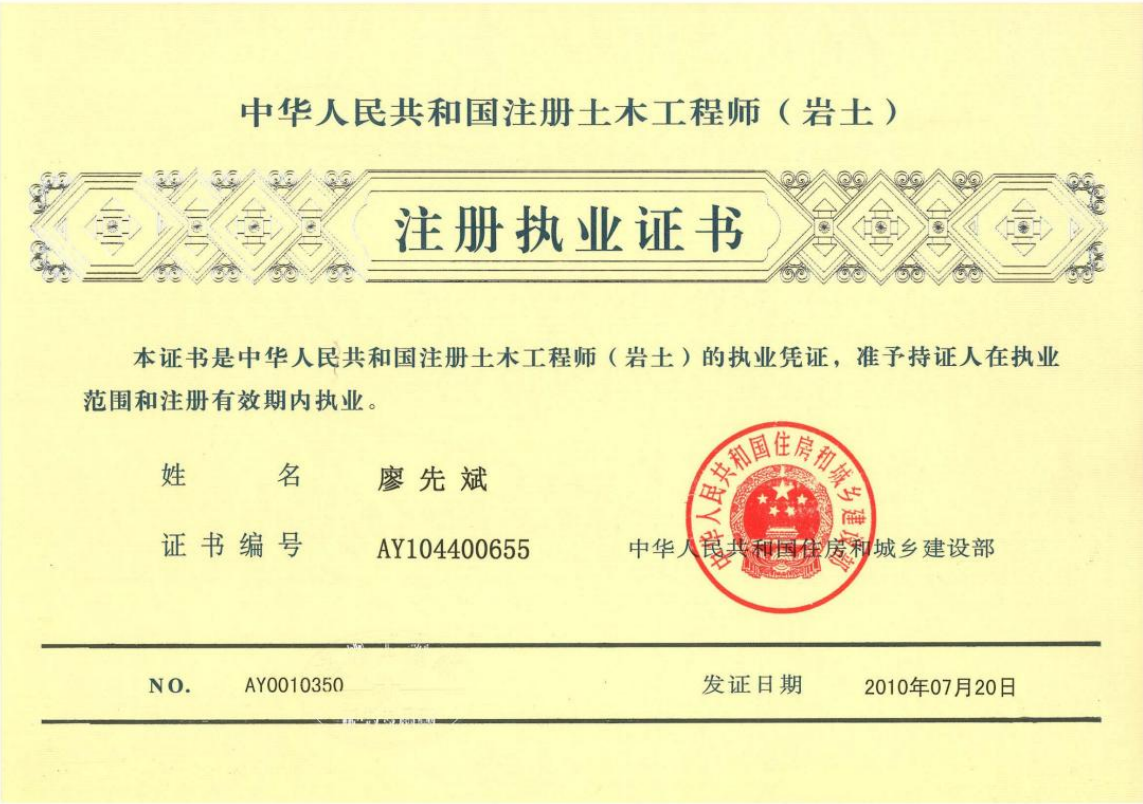 中华人民共和国注册土木工程师（岩土）
注册执业证书
本证书是中华人民共和国注册土木工程师（岩土）的执业凭证，准予持证人在执业
范围和注册有效期内执业。
姓 名 廖先斌
证书编号 AY104400655
中华人民共和国住房和城乡建设部
中华人民共和国住房和城乡建设部
NO. AY0010350 发证日期 2010年07月20日